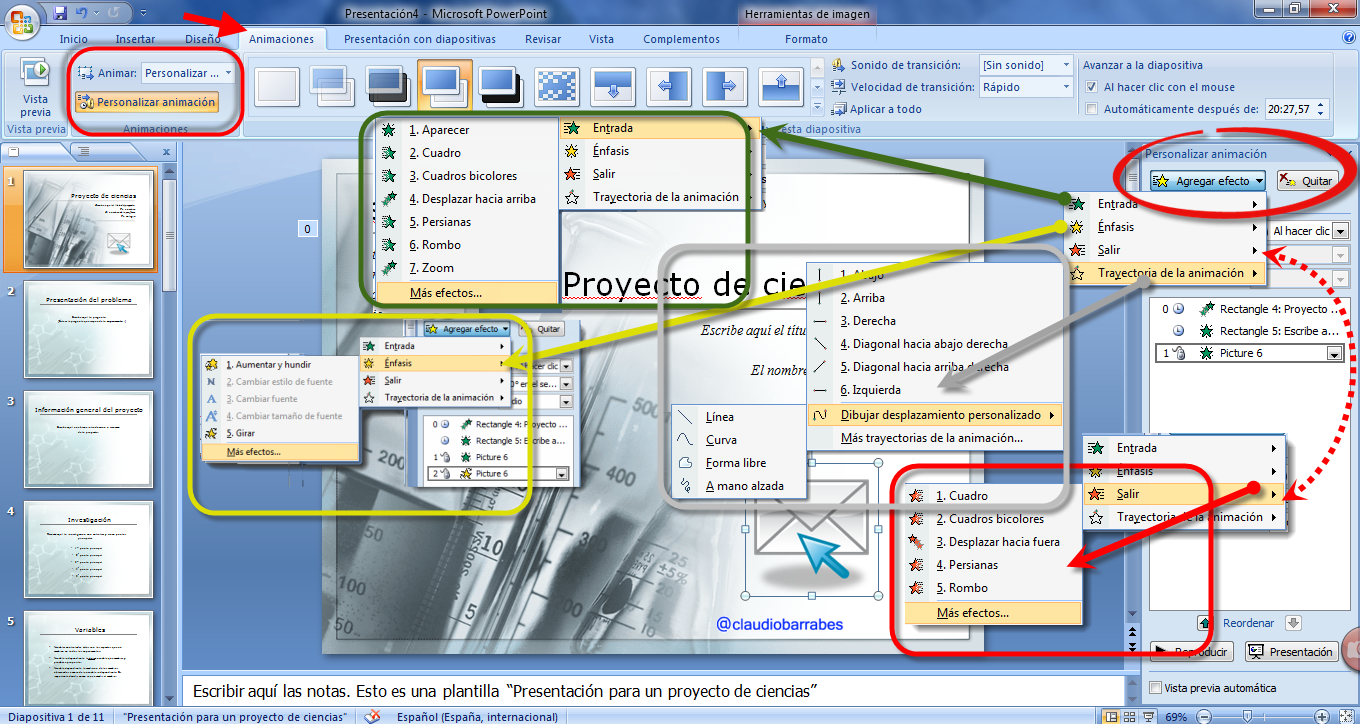 Presentación4 - Microsoft PowerPoint
Herramientas de imagen
Inicio
Insertar
Diseño
Animaciones
Presentación con diapositivas
Revisar
Vista
Complementos
Formato
Vista previa
Animar:
Personalizar ...
Personalizar animación
Sonido de transición:
[Sin sonido]
Velocidad de transición:
Rápido
Aplicar a todo
Avanzar a la diapositiva
Al hacer clic con el mouse
Automáticamente después de:
20:27,57
Vista previa
Animaciones
esta diapositiva
1. Aparecer
2. Cuadro
3. Cuadros bicolores
4. Desplazar hacia arriba
5. Persianas
6. Rombo
7. Zoom
Más efectos...
Entrada
Énfasis
Salir
Trayectoria de la animación
Personalizar animación
Agregar efecto
Quitar
Entrada
Énfasis
Salir
Trayectoria de la animación
Al hacer clic
0
Rectangle 4: Proyecto ...
Rectangle 5: Escribe a...
1
Picture 6
1
Proyecto de ciencias
2
Presentación del problema
3
Información general del proyecto
4
Investigación
5
Variables
0
Proyecto de cie
Escribe aquí el títu
El nombre
1. Abajo
2. Arriba
3. Derecha
4. Diagonal hacia abajo derecha
5. Diagonal hacia arriba derecha
6. Izquierda
Dibujar desplazamiento personalizado
Más trayectorias de la animación...
Línea
Curva
Forma libre
A mano alzada
Agregar efecto
Quitar
Entrada
Énfasis
Salir
Trayectoria de la animación
1. Aumentar y hundir
2. Cambiar estilo de fuente
3. Cambiar fuente
4. Cambiar tamaño de fuente
5. Girar
Más efectos...
0
Rectangle 4: Proyecto ...
Rectangle 5: Escribe a...
1
Picture 6
2
Picture 6
Entrada
Énfasis
Salir
Trayectoria de la animación
1. Cuadro
2. Cuadros bicolores
3. Desplazar hacia fuera
4. Persianas
5. Rombo
Más efectos...
200
500
400
100
50
10
±5%
@claudiobarrabes
Reordenar
Reproducir
Presentación
Vista previa automática
Escribir aquí las notas. Esto es una plantilla “Presentación para un proyecto de ciencias”
Diapositiva 1 de 11
"Presentación para un proyecto de ciencias"
Español (España, internacional)
69%